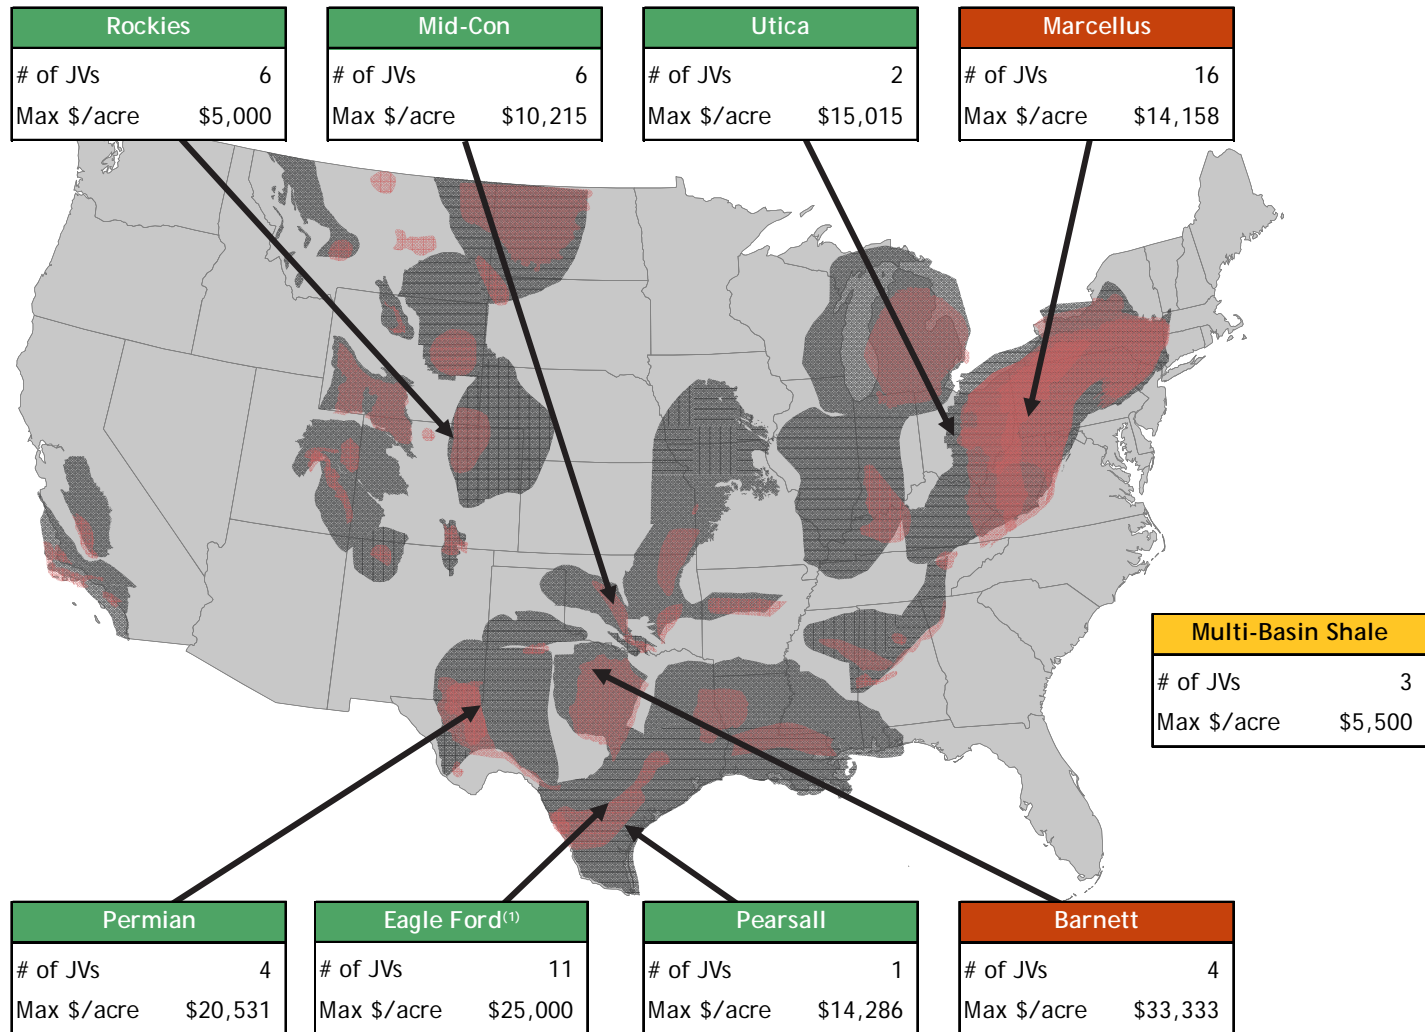 Rockies
# of JVs 6
Max $/acre $5,000
Mid-Con
# of JVs 6
Max $/acre $10,215
Utica
# of JVs 2
Max $/acre $15,015
Marcellus
# of JVs 16
Max $/acre $14,158
Multi-Basin Shale
# of JVs 3
Max $/acre $5,500
Permian
# of JVs 4
Max $/acre $20,531
Eagle Ford(1)
# of JVs 11
Max $/acre $25,000
Pearsall
# of JVs 1
Max $/acre $14,286
Barnett
# of JVs 4
Max $/acre $33,333